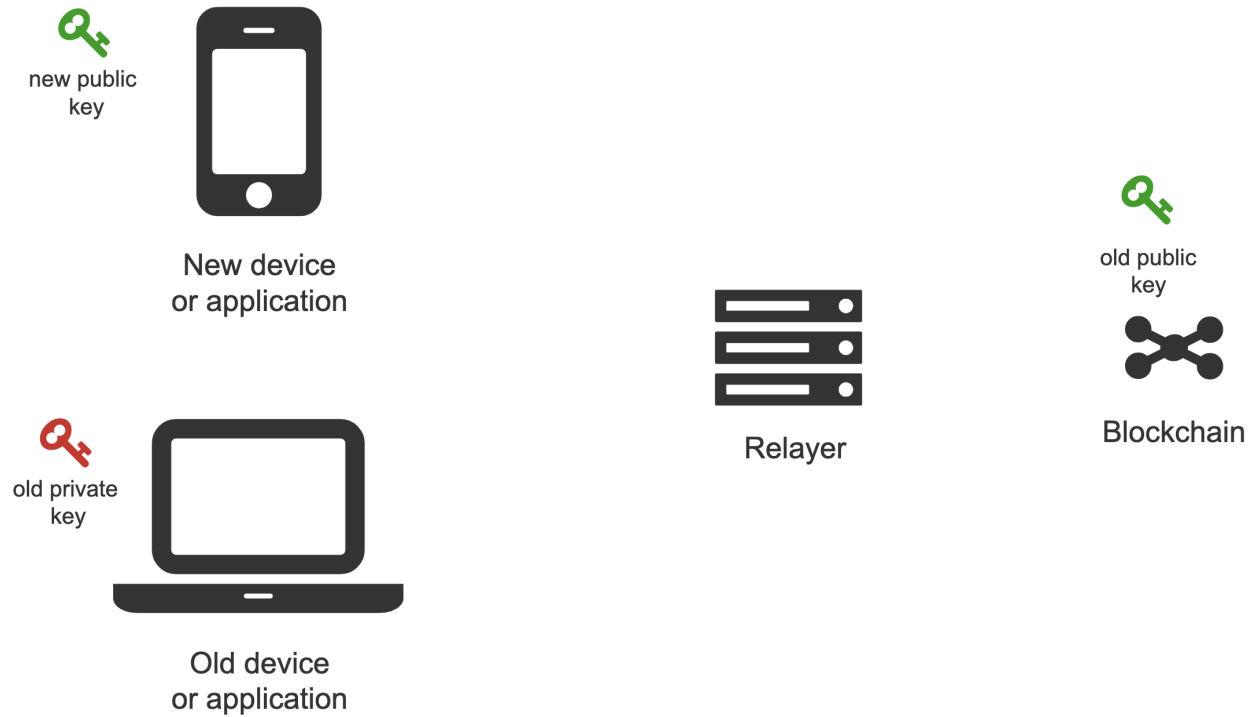 new public
key
New device
or application
old public
key
Relayer
Blockchain
old private
key
Old device
or application